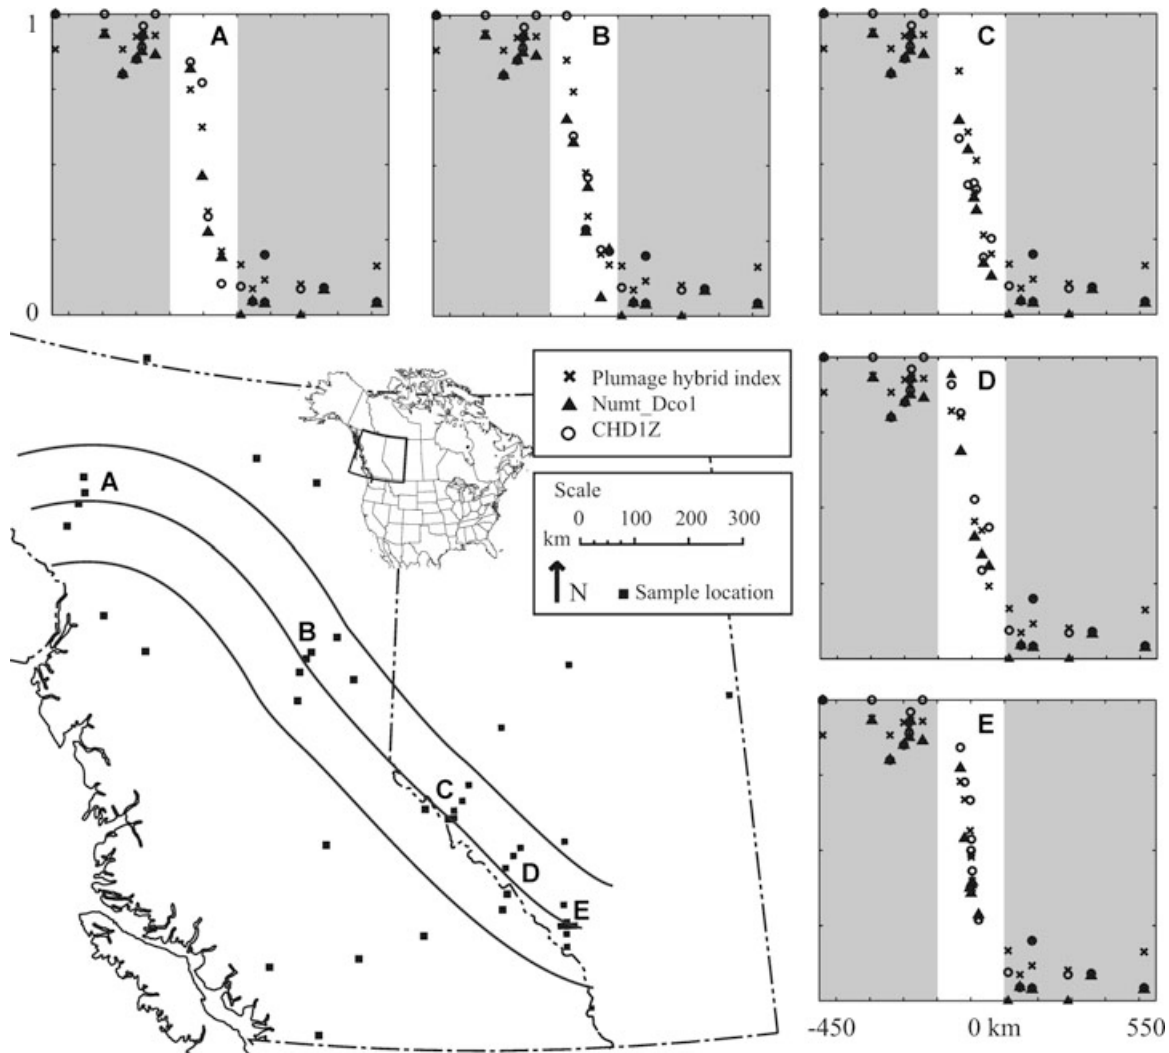 1
0
A
B
C
Plumage hybrid index
Numt_Dco1
CHD1Z
Scale
0 100 200 300
km
N
Sample location
A
B
C
D
E
D
E
-450 0 km 550